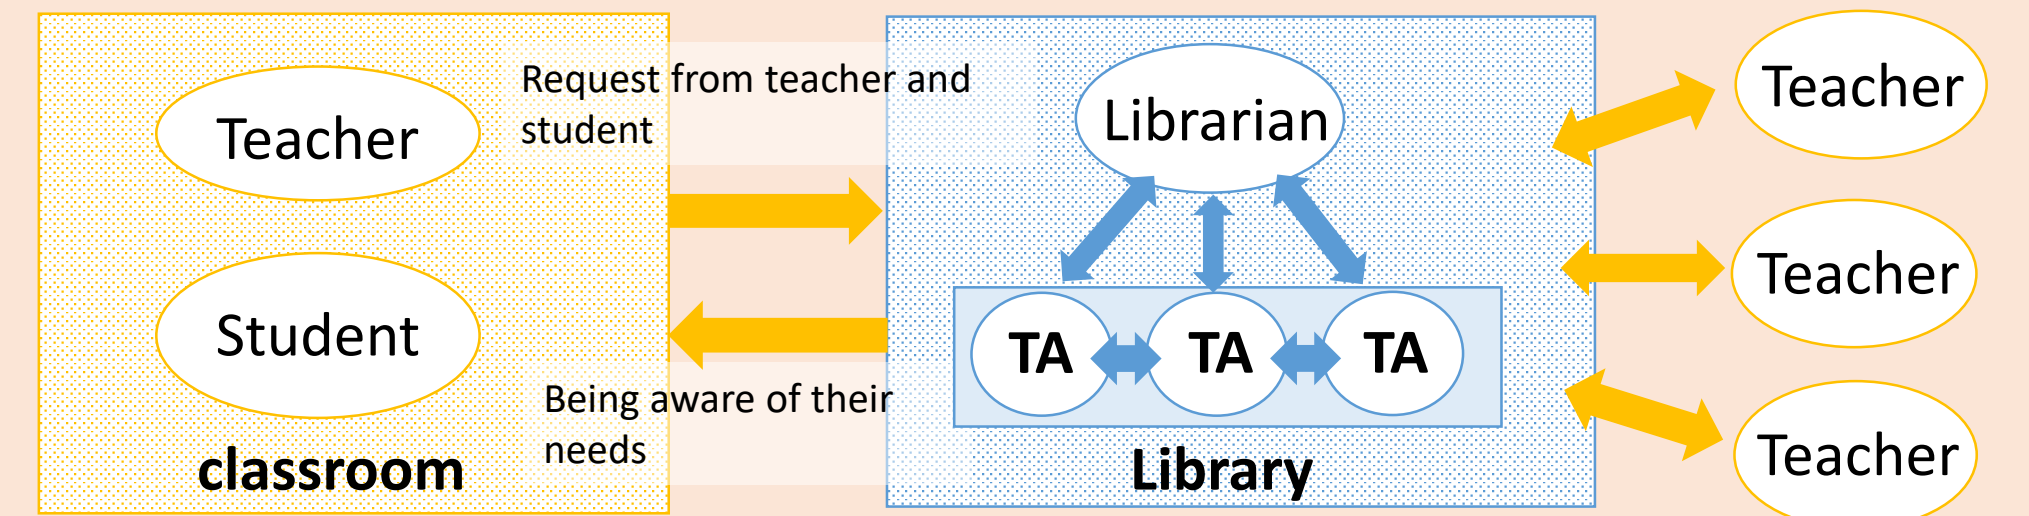 Teacher
Student
classroom
Request from teacher and
student
Being aware of their
needs
Librarian
TA
TA
TA
Library
Teacher
Teacher
Teacher